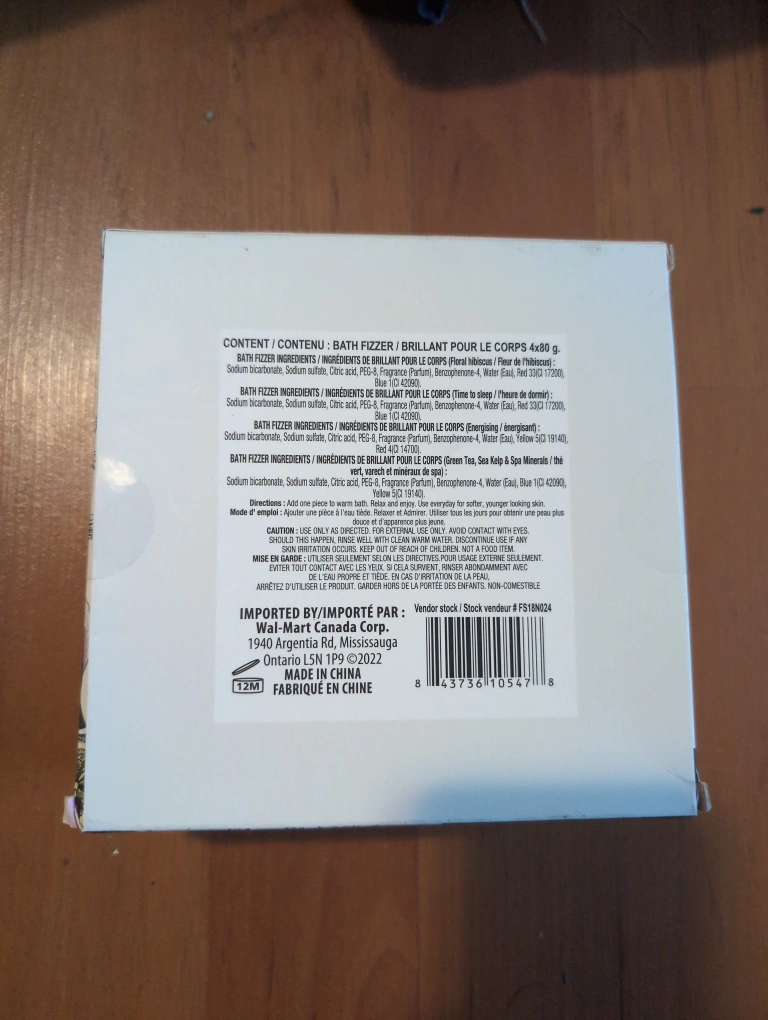 CONTENT / CONTENU : BATH FIZZER / BRILLANT POUR LE CORPS 4x80 g.
BATH FIZZER INGREDIENTS / INGRÉDIENTS DE BRILLANT POUR LE CORPS (Floral hibiscus / Fleur de l'hibiscus) :
Sodium bicarbonate, Sodium sulfate, Citric acid, PEG-8, Fragrance (Parfum), Benzophenone-4, Water (Eau), Red 33(CI 17200),
Blue 1(CI 42090).
BATH FIZZER INGREDIENTS / INGRÉDIENTS DE BRILLANT POUR LE CORPS (Time to sleep / l'heure de dormir) :
Sodium bicarbonate, Sodium sulfate, Citric acid, PEG-8, Fragrance (Parfum), Benzophenone-4, Water (Eau), Red 33(CI 17200),
Blue 1(CI 42090).
BATH FIZZER INGREDIENTS / INGRÉDIENTS DE BRILLANT POUR LE CORPS (Energising / énergisant) :
Sodium bicarbonate, Sodium sulfate, Citric acid, PEG-8, Fragrance (Parfum), Benzophenone-4, Water (Eau), Yellow 5(CI 19140),
Red 4(CI 14700).
BATH FIZZER INGREDIENTS / INGRÉDIENTS DE BRILLANT POUR LE CORPS (Green Tea, Sea Kelp & Spa Minerals / thé
vert, varech et minéraux de spa) :
Sodium bicarbonate, Sodium sulfate, Citric acid, PEG-8, Fragrance (Parfum), Benzophenone-4, Water (Eau), Blue 1(CI 42090),
Yellow 5(CI 19140).
Directions : Add one piece to warm bath. Relax and enjoy. Use everyday for softer, younger looking skin.
Mode d' emploi : Ajouter une pièce à l'eau tiède. Relaxer et Admirer. Utiliser tous les jours pour obtenir une peau plus
douce et d'apparence plus jeune.
CAUTION : USE ONLY AS DIRECTED. FOR EXTERNAL USE ONLY. AVOID CONTACT WITH EYES.
SHOULD THIS HAPPEN, RINSE WELL WITH CLEAN WARM WATER. DISCONTINUE USE IF ANY
SKIN IRRITATION OCCURS. KEEP OUT OF REACH OF CHILDREN. NOT A FOOD ITEM.
MISE EN GARDE : UTILISER SEULEMENT SELON LES DIRECTIVES.POUR USAGE EXTERNE SEULEMENT.
EVITER TOUT CONTACT AVEC LES YEUX. SI CELA SURVIENT, RINSER ABONDAMMENT AVEC
DE L'EAU PROPRE ET TIÈDE. EN CAS D'IRRITATION DE LA PEAU,
ARRÊTEZ D'UTILISER LE PRODUIT. GARDER HORS DE LA PORTÉE DES ENFANTS. NON-COMESTIBLE
IMPORTED BY/IMPORTÉ PAR :
Wal-Mart Canada Corp.
1940 Argentia Rd, Mississauga
Ontario L5N 1P9 ©2022
MADE IN CHINA
FABRIQUÉ EN CHINE
12M
Vendor stock / Stock vendeur # FS18N024
8 43736 10547 8